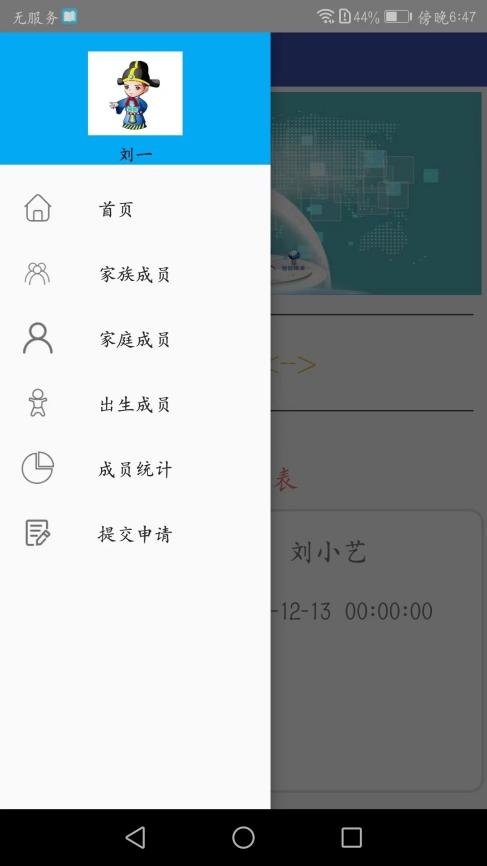 无服务
44% 傍晚6:47
刘一
首页
家族成员
家庭成员
出生成员
成员统计
提交申请
<-->
表
刘小艺
-12-13 00:00:00